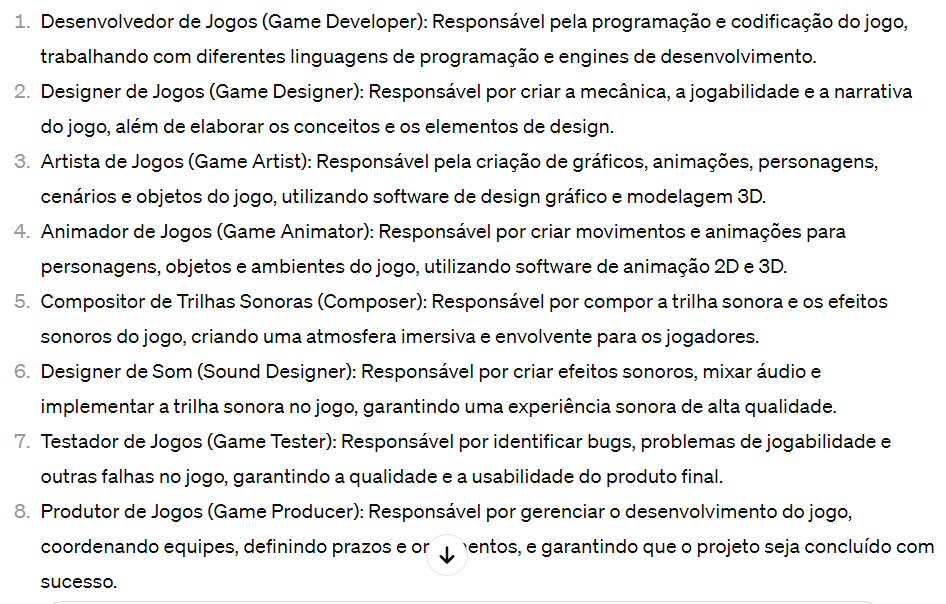 1. Desenvolvedor de Jogos (Game Developer): Responsável pela programação e codificação do jogo,
trabalhando com diferentes linguagens de programação e engines de desenvolvimento.
2. Designer de Jogos (Game Designer): Responsável por criar a mecânica, a jogabilidade e a narrativa
do jogo, além de elaborar os conceitos e os elementos de design.
3. Artista de Jogos (Game Artist): Responsável pela criação de gráficos, animações, personagens,
cenários e objetos do jogo, utilizando software de design gráfico e modelagem 3D.
4. Animador de Jogos (Game Animator): Responsável por criar movimentos e animações para
personagens, objetos e ambientes do jogo, utilizando software de animação 2D e 3D.
5. Compositor de Trilhas Sonoras (Composer): Responsável por compor a trilha sonora e os efeitos
sonoros do jogo, criando uma atmosfera imersiva e envolvente para os jogadores.
6. Designer de Som (Sound Designer): Responsável por criar efeitos sonoros, mixar áudio e
implementar a trilha sonora no jogo, garantindo uma experiência sonora de alta qualidade.
7. Testador de Jogos (Game Tester): Responsável por identificar bugs, problemas de jogabilidade e
outras falhas no jogo, garantindo a qualidade e a usabilidade do produto final.
8. Produtor de Jogos (Game Producer): Responsável por gerenciar o desenvolvimento do jogo,
coordenando equipes, definindo prazos e e garantindo que o projeto seja concluído com
sucesso.